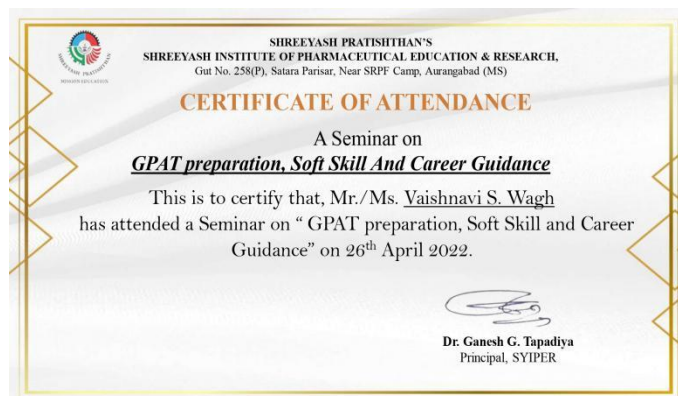 SHREEYASH PRATISHTHAN'S
SHREEYASH INSTITUTE OF PHARMACEUTICAL EDUCATION & RESEARCH,
Gut No. 258(P), Satara Parisar, Near SRPF Camp, Aurangabad (MS)
SHREEYASH PRATISHTHAN
CERTIFICATE OF ATTENDANCE
A Seminar on
GPAT preparation, Soft Skill And Career Guidance
This is to certify that, Mr./Ms. Vaishnavi S. Wagh
has attended a Seminar on “ GPAT preparation, Soft Skill and Career
Guidance” on 26th April 2022.
Dr. Ganesh G. Tapadiya
Principal, SYIPER